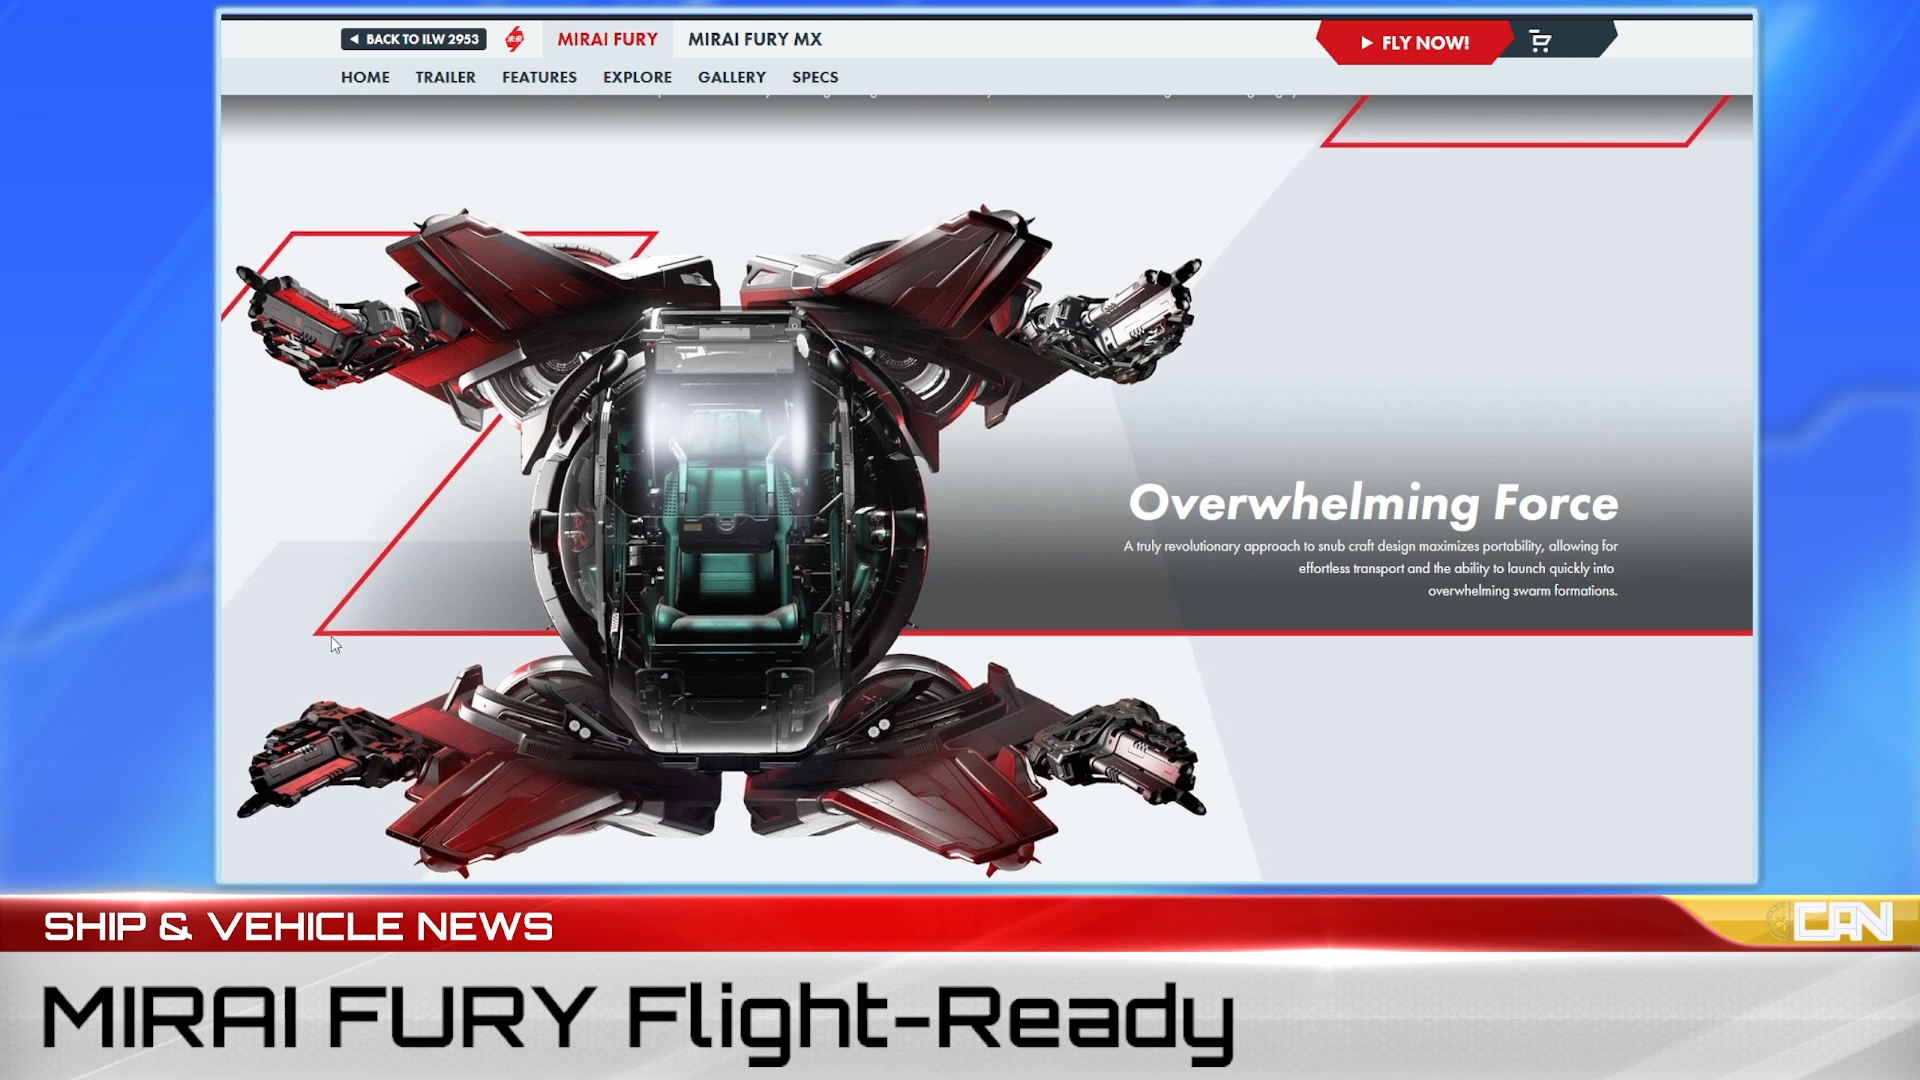 BACK TO ILW 2953
MIRAI FURY
MIRAI FURY MX
FLY NOW!
HOME
TRAILER
FEATURES
EXPLORE
GALLERY
SPECS
Overwhelming Force
A truly revolutionary approach to snub craft design maximizes portability, allowing for
effortless transport and the ability to launch quickly into
overwhelming swarm formations.
SHIP & VEHICLE NEWS
CAN
MIRAI FURY Flight-Ready